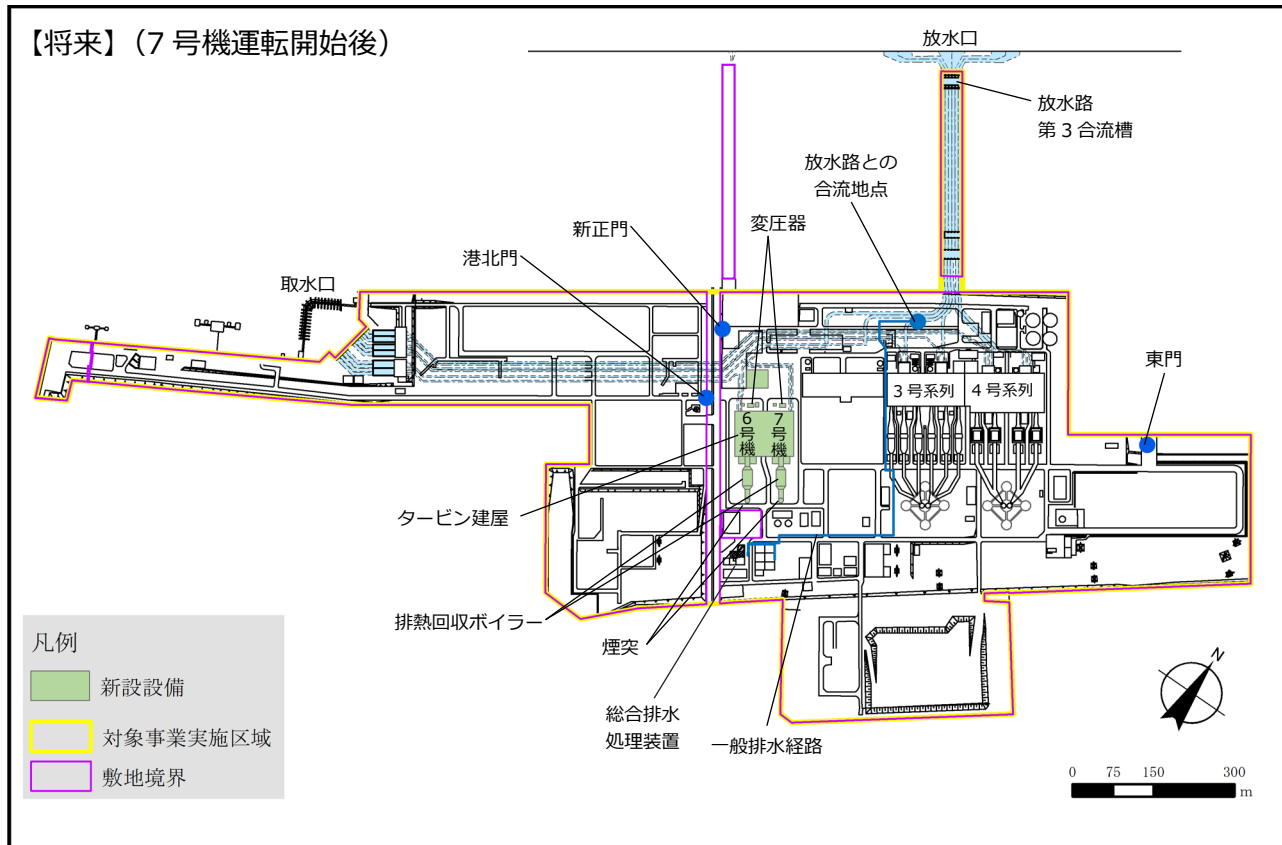 【将来】（7 号機運転開始後）
放水口
放水路
第 3 合流槽
放水路との
合流地点
変圧器
新正門
港北門
取水口
東門
3 号系列
4 号系列
6号機
7号機
タービン建屋
排熱回収ボイラー
煙突
総合排水
処理装置
一般排水経路
凡例
新設設備
対象事業実施区域
敷地境界
N
0 75 150 300
m